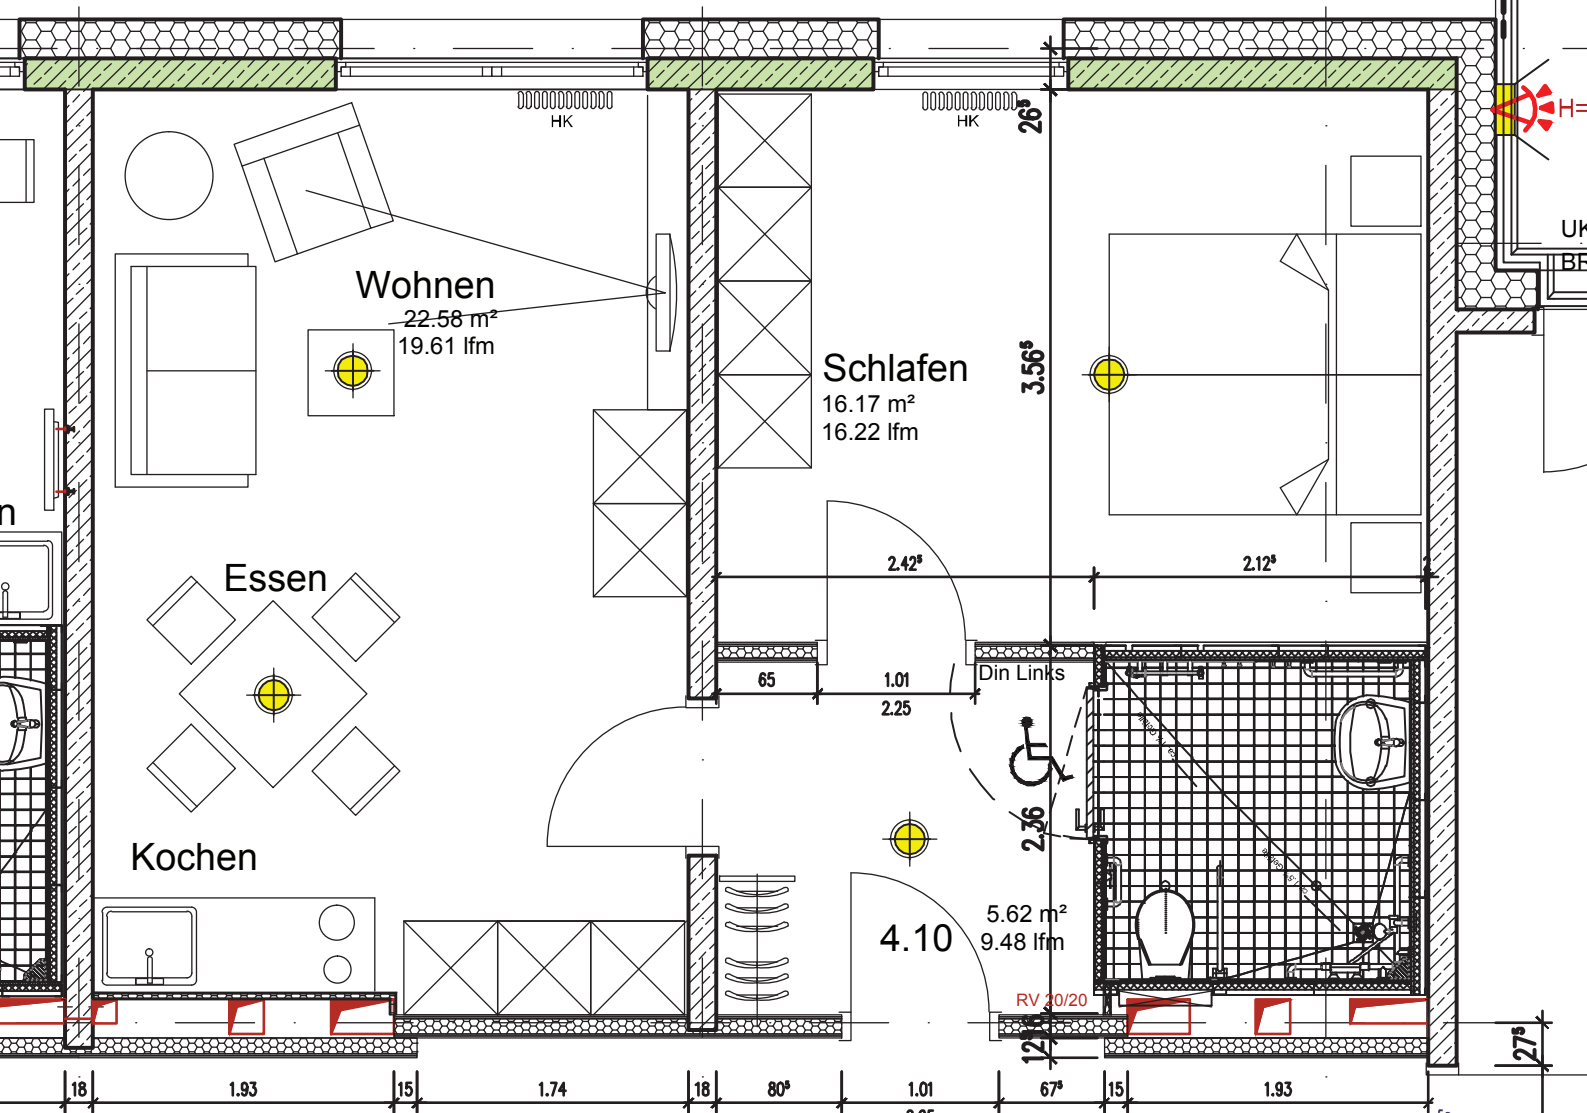 HK
HK
26⁵
H=
UK
BR
Wohnen
22.58 m²
19.61 lfm
Schlafen
16.17 m²
16.22 lfm
3.56⁵
n
Essen
2.42⁵
2.12⁵
65
1.01
2.25
Din Links
2.36
Kochen
4.10
5.62 m²
9.48 lfm
RV 20/20
27⁵
18
1.93
15
1.74
18
80⁵
1.01
67⁵
15
1.93